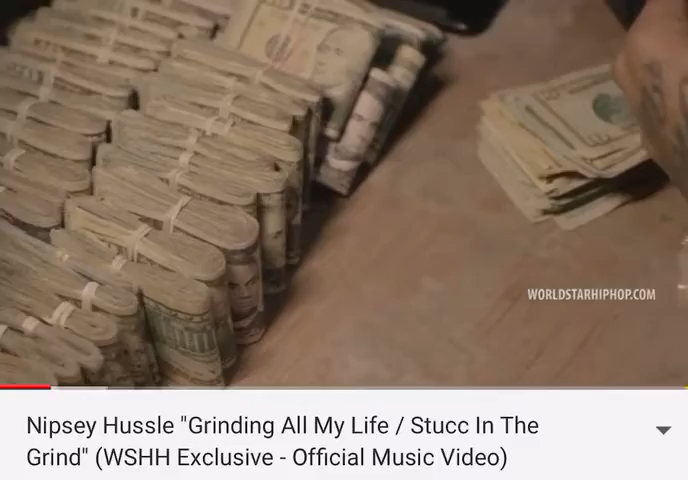 WORLDSTARHIPHOP.COM
Nipsey Hussle "Grinding All My Life / Stucc In The
Grind" (WSHH Exclusive - Official Music Video)